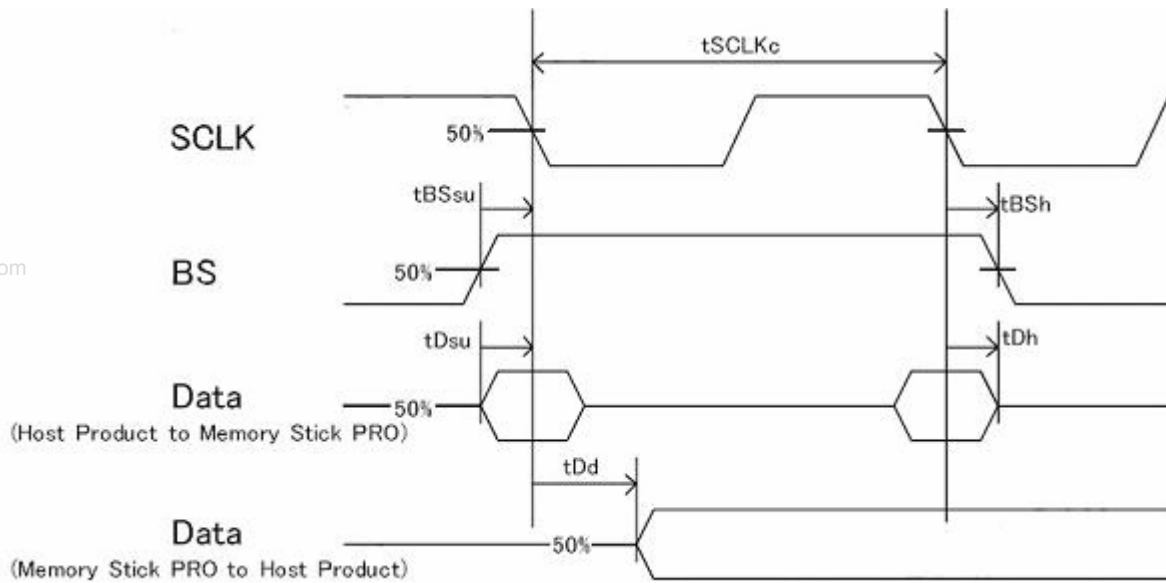 tSCLKc
SCLK
50%
tBSsu
tBSh
om
BS
50%
tDsu
tDh
Data
50%
(Host Product to Memory Stick PRO)
tDd
Data
50%
(Memory Stick PRO to Host Product)